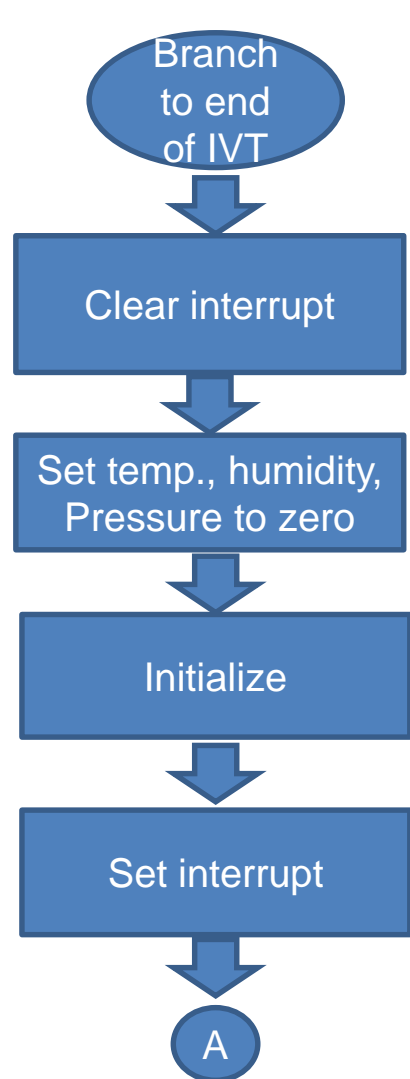 Branch
to end
of IVT
Clear interrupt
Set temp., humidity,
Pressure to zero
Initialize
Set interrupt
A